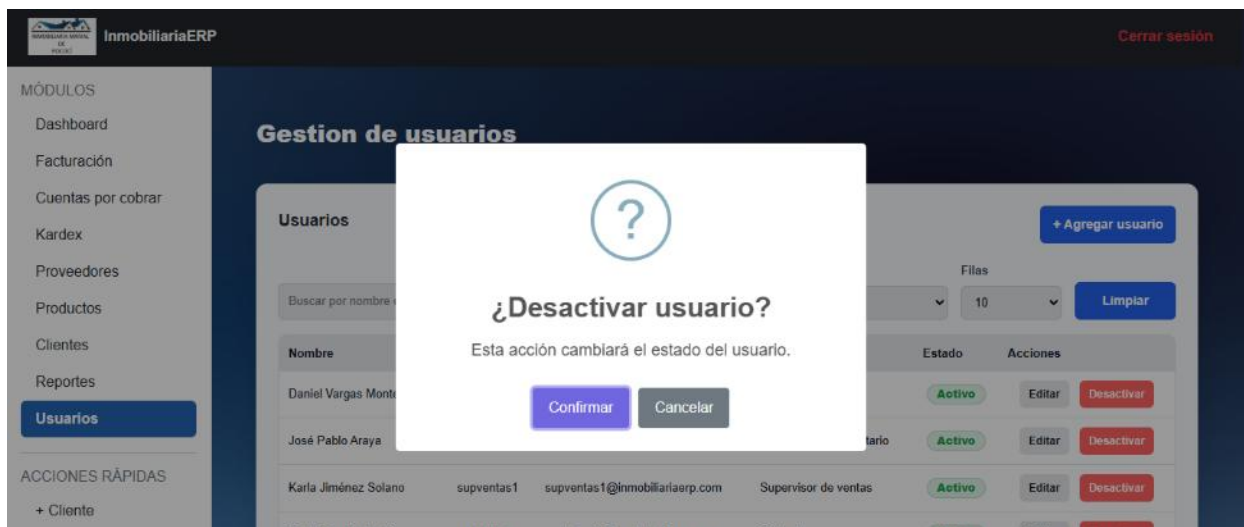 InmobiliariaERP
Cerrar sesión
MÓDULOS
Dashboard
Facturación
Cuentas por cobrar
Kardex
Proveedores
Productos
Clientes
Reportes
Usuarios
ACCIONES RÁPIDAS
+ Cliente
Gestion de usuarios
Usuarios
+ Agregar usuario
Filas
Buscar por nombre
10
Limpiar
¿Desactivar usuario?
Esta acción cambiará el estado del usuario.
Confirmar Cancelar
Nombre Estado Acciones
Daniel Vargas Activo Editar Desactivar
José Pablo Araya Activo Editar Desactivar
Karla Jiménez Solano supventas1 supventas1@inmobiliariaerp.com Supervisor de ventas Activo Editar Desactivar